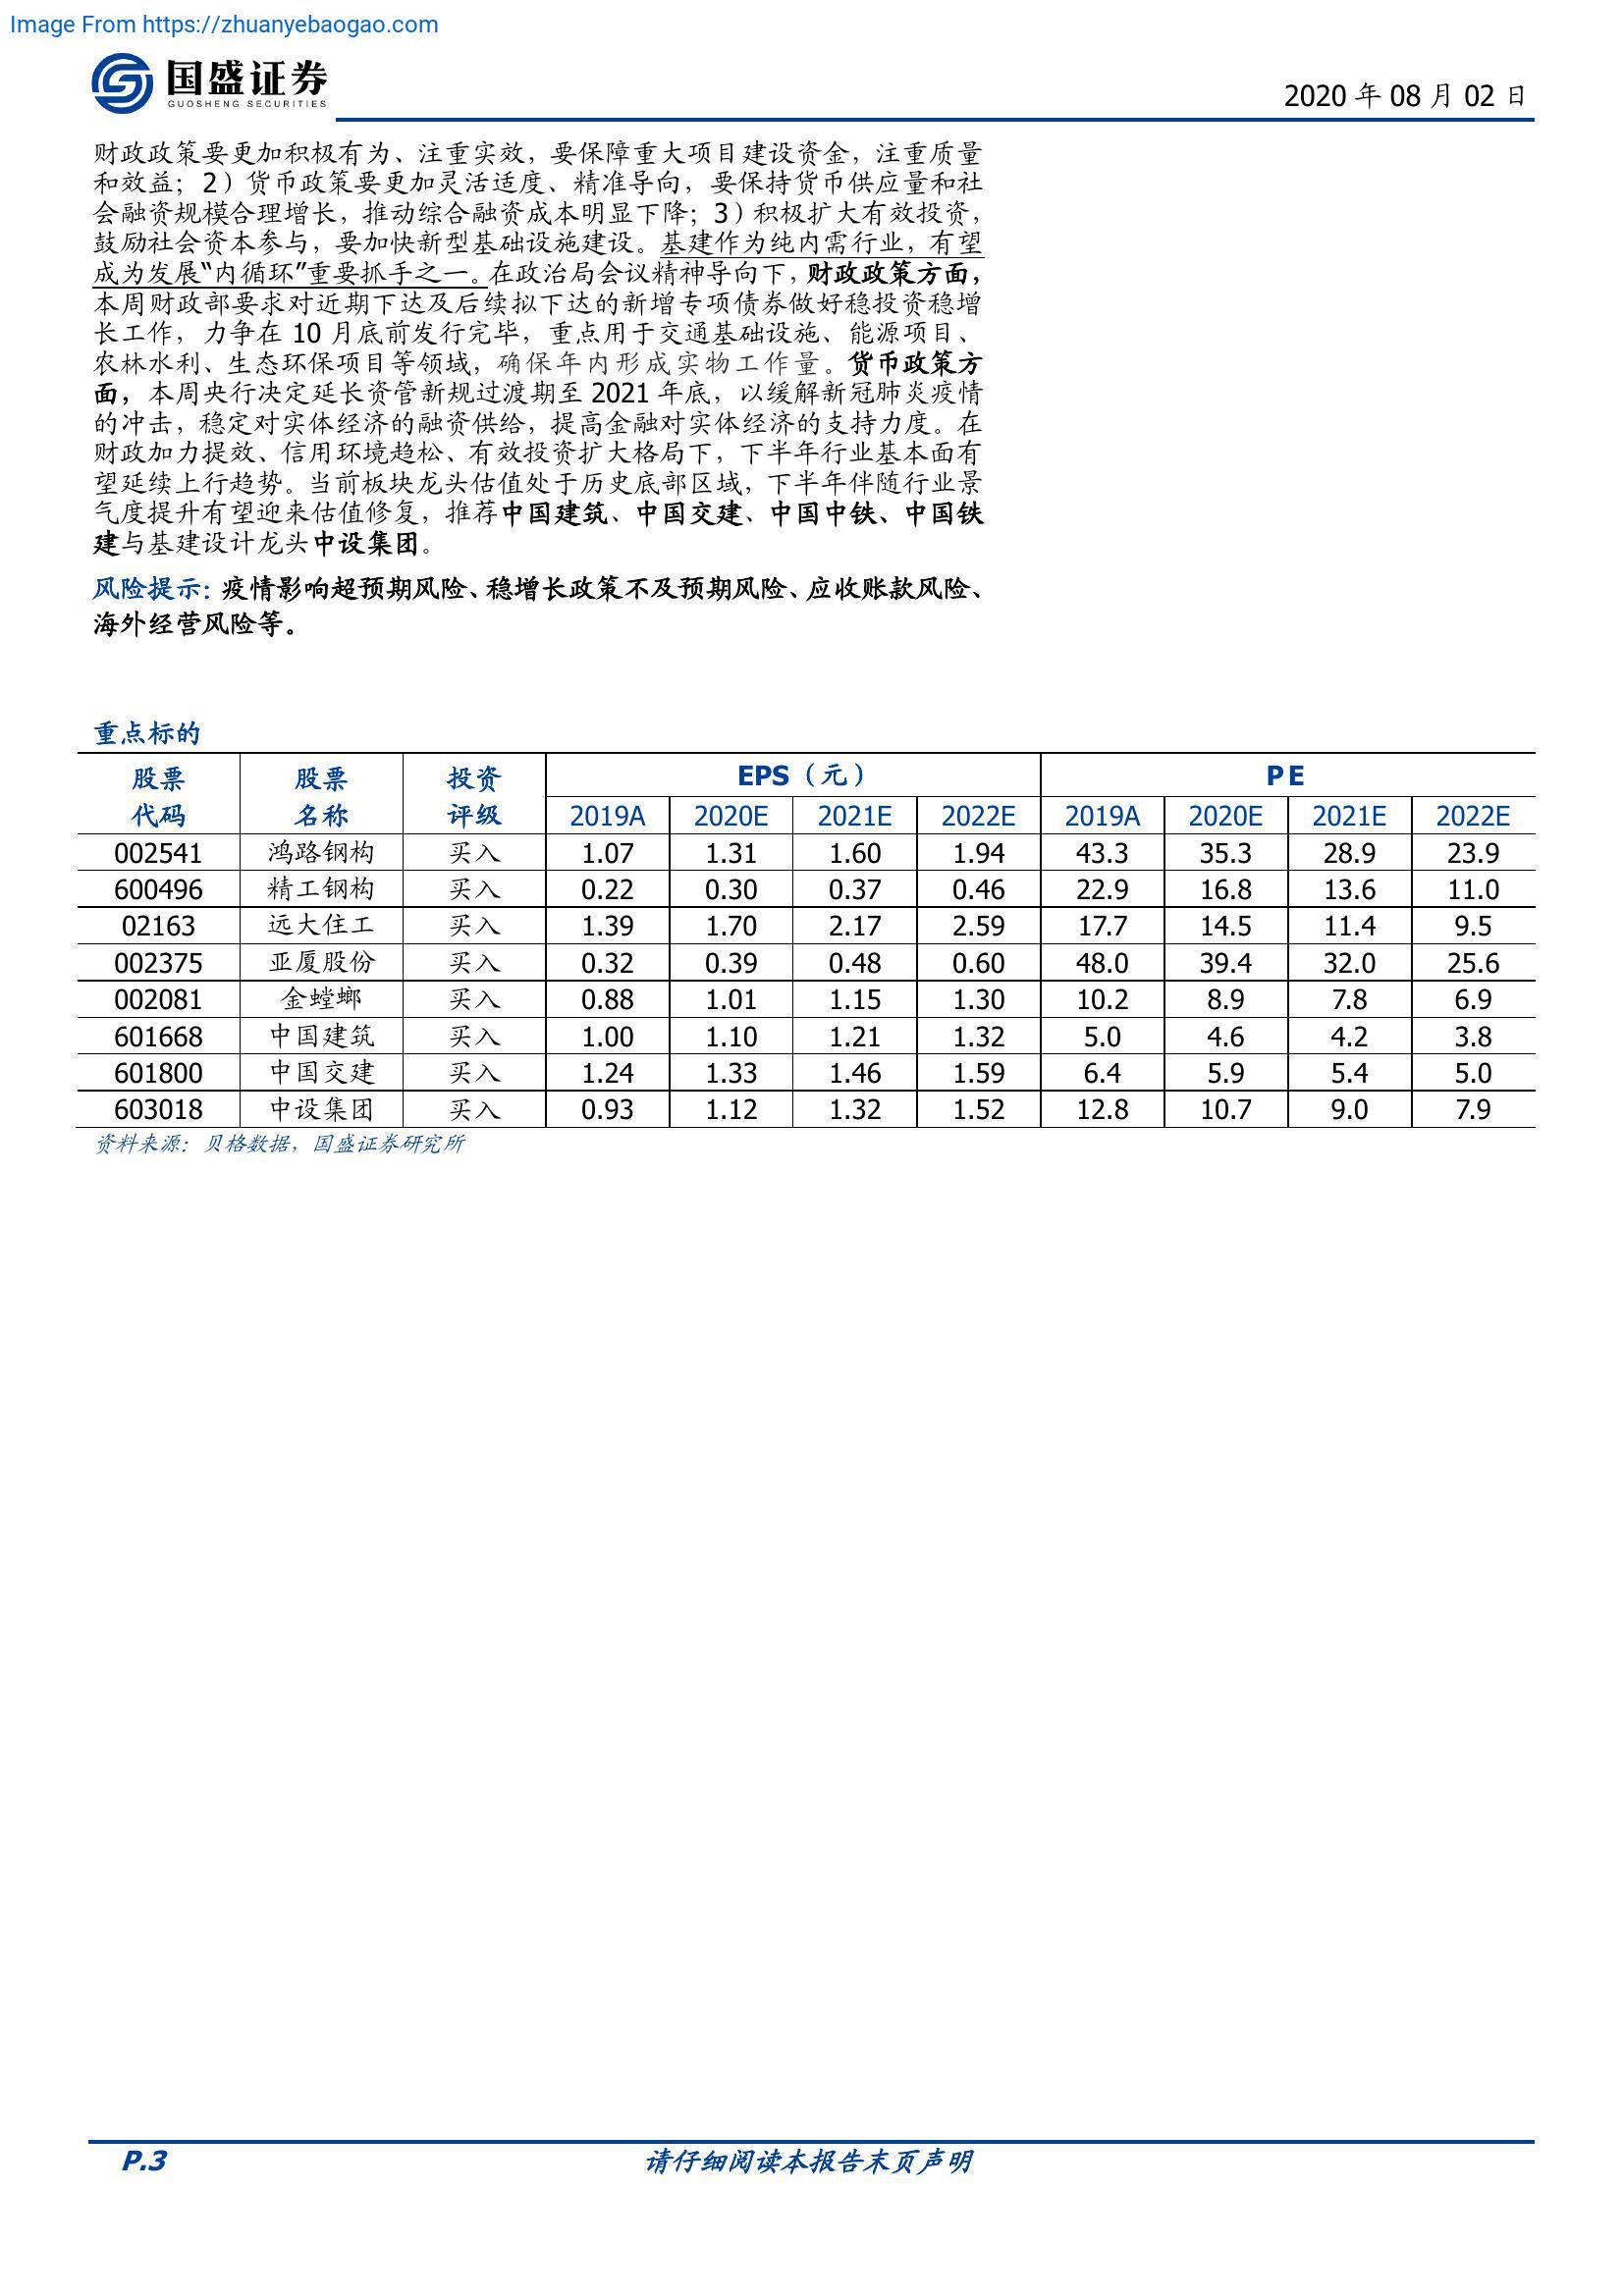 Image From https://zhuanyebaogao.com
国盛证券
GUOSHENG SECURITIES
2020 年 08 月 02 日
财政政策要更加积极有为、注重实效，要保障重大项目建设资金，注重质量
和效益；2）货币政策要更加灵活适度、精准导向，要保持货币供应量和社
会融资规模合理增长，推动综合融资成本明显下降；3）积极扩大有效投资，
鼓励社会资本参与，要加快新型基础设施建设。基建作为纯内需行业，有望
成为发展“内循环”重要抓手之一。在政治局会议精神导向下，财政政策方面，
本周财政部要求对近期下达及后续拟下达的新增专项债券做好稳投资稳增
长工作，力争在 10 月底前发行完毕，重点用于交通基础设施、能源项目、
农林水利、生态环保项目等领域，确保年内形成实物工作量。货币政策方
面，本周央行决定延长资管新规过渡期至 2021 年底，以缓解新冠肺炎疫情
的冲击，稳定对实体经济的融资供给，提高金融对实体经济的支持力度。在
财政加力提效、信用环境趋松、有效投资扩大格局下，下半年行业基本面有
望延续上行趋势。当前板块龙头估值处于历史底部区域，下半年伴随行业景
气度提升有望迎来估值修复，推荐中国建筑、中国交建、中国中铁、中国铁
建与基建设计龙头中设集团。
风险提示：疫情影响超预期风险、稳增长政策不及预期风险、应收账款风险、
海外经营风险等。
重点标的
股票 股票 投资 EPS（元） PE
代码 名称 评级 2019A 2020E 2021E 2022E 2019A 2020E 2021E 2022E
002541 鸿路钢构 买入 1.07 1.31 1.60 1.94 43.3 35.3 28.9 23.9
600496 精工钢构 买入 0.22 0.30 0.37 0.46 22.9 16.8 13.6 11.0
02163 远大住工 买入 1.39 1.70 2.17 2.59 17.7 14.5 11.4 9.5
002375 亚厦股份 买入 0.32 0.39 0.48 0.60 48.0 39.4 32.0 25.6
002081 金螳螂 买入 0.88 1.01 1.15 1.30 10.2 8.9 7.8 6.9
601668 中国建筑 买入 1.00 1.10 1.21 1.32 5.0 4.6 4.2 3.8
601800 中国交建 买入 1.24 1.33 1.46 1.59 6.4 5.9 5.4 5.0
603018 中设集团 买入 0.93 1.12 1.32 1.52 12.8 10.7 9.0 7.9
资料来源：贝格数据，国盛证券研究所
P.3 请仔细阅读本报告末页声明